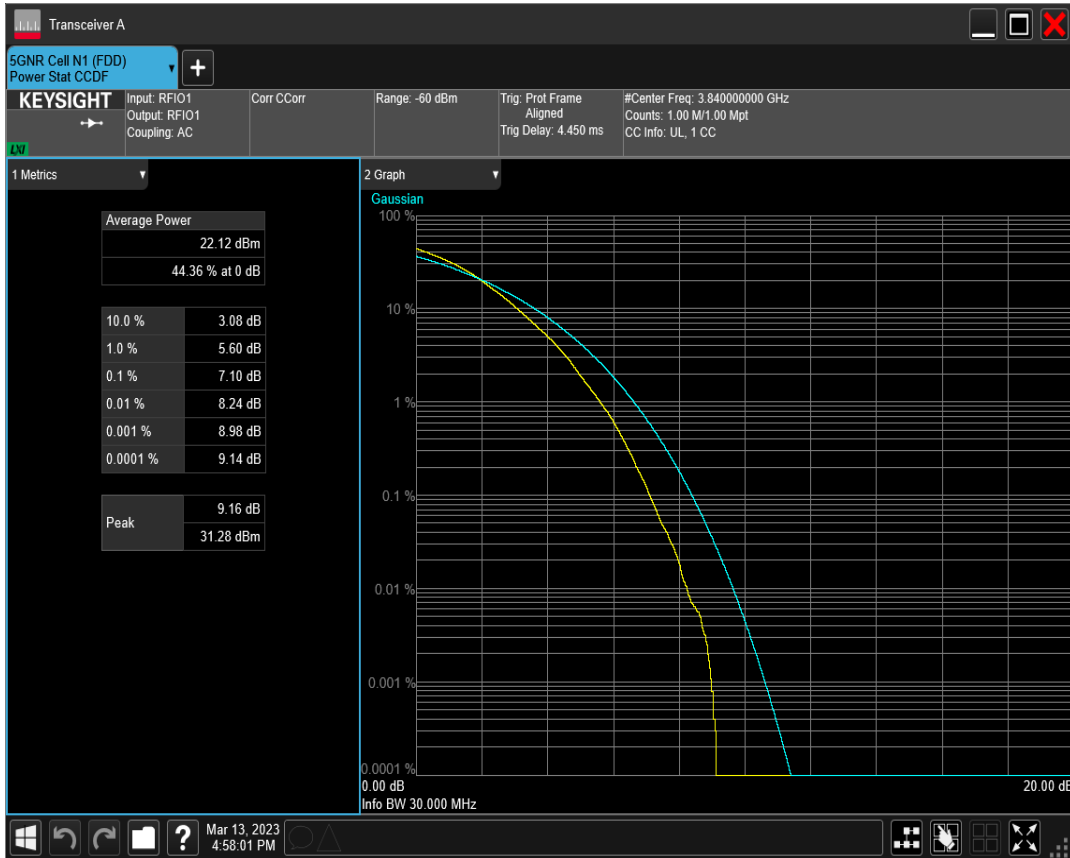 Transceiver A
5GNR Cell N1 (FDD)
Power Stat CCDF
+
KEYSIGHT
LXI
Input: RFIO1
Output: RFIO1
Coupling: AC
Corr CCorr
Range: -60 dBm
Trig: Prot Frame
Aligned
Trig Delay: 4.450 ms
#Center Freq: 3.840000000 GHz
Counts: 1.00 M/1.00 Mpt
CC Info: UL, 1 CC
1 Metrics
Average Power
22.12 dBm
44.36 % at 0 dB
10.0 % 3.08 dB
1.0 % 5.60 dB
0.1 % 7.10 dB
0.01 % 8.24 dB
0.001 % 8.98 dB
0.0001 % 9.14 dB
Peak
9.16 dB
31.28 dBm
2 Graph
Gaussian
100 %
10 %
1 %
0.1 %
0.01 %
0.001 %
0.0001 %
0.00 dB 20.00 dB
Info BW 30.000 MHz
? Mar 13, 2023
4:58:01 PM